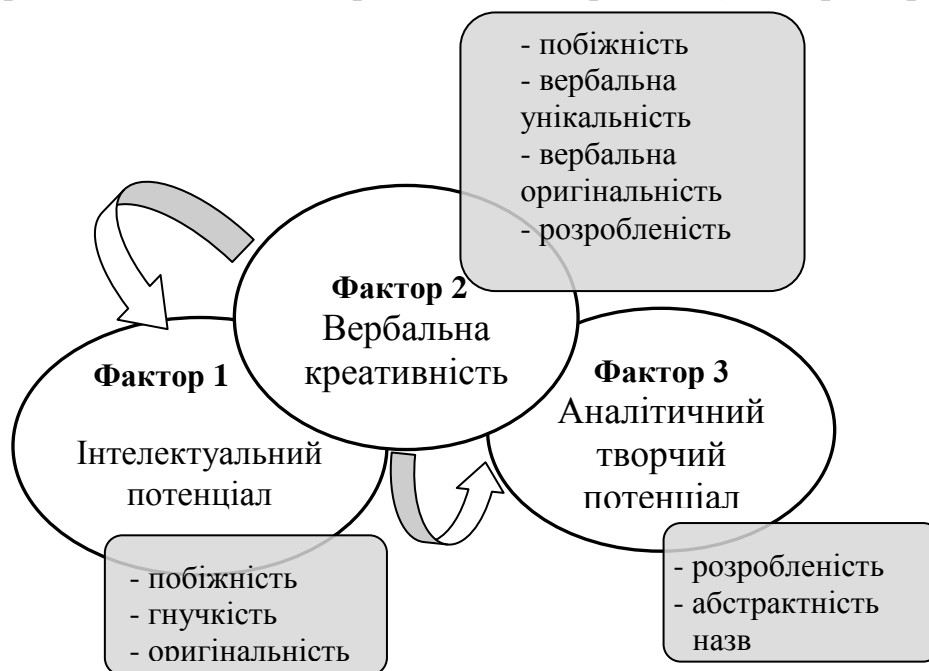 - побіжність
- вербальна
унікальність
- вербальна
оригінальність
- розробленість
Фактор 2
Вербальна
креативність
Фактор 1
Інтелектуальний
потенціал
Фактор 3
Аналітичний
творчий
потенціал
- побіжність
- гнучкість
- оригінальність
- розробленість
- абстрактність
назв